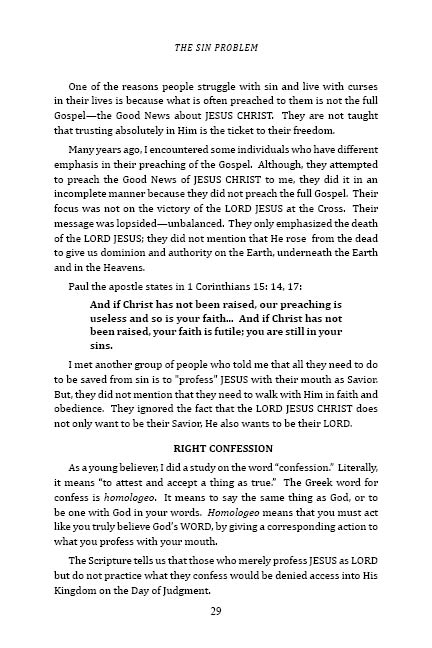 THE SIN PROBLEM
One of the reasons people struggle with sin and live with curses
in their lives is because what is often preached to them is not the full
Gospel—the Good News about JESUS CHRIST. They are not taught
that trusting absolutely in Him is the ticket to their freedom.
Many years ago, I encountered some individuals who have different
emphasis in their preaching of the Gospel. Although, they attempted
to preach the Good News of JESUS CHRIST to me, they did it in an
incomplete manner because they did not preach the full Gospel. Their
focus was not on the victory of the LORD JESUS at the Cross. Their
message was lopsided—unbalanced. They only emphasized the death
of the LORD JESUS; they did not mention that He rose from the dead
to give us dominion and authority on the Earth, underneath the Earth
and in the Heavens.
Paul the apostle states in 1 Corinthians 15: 14, 17:
And if Christ has not been raised, our preaching is
useless and so is your faith... And if Christ has not
been raised, your faith is futile; you are still in your
sins.
I met another group of people who told me that all they need to do
to be saved from sin is to "profess" JESUS with their mouth as Savior.
But, they did not mention that they need to walk with Him in faith and
obedience. They ignored the fact that the LORD JESUS CHRIST does
not only want to be their Savior, He also wants to be their LORD.
RIGHT CONFESSION
As a young believer, I did a study on the word “confession.” Literally,
it means “to attest and accept a thing as true.” The Greek word for
confess is homologeo. It means to say the same thing as God, or to
be one with God in your words. Homologeo means that you must act
like you truly believe God’s WORD, by giving a corresponding action to
what you profess with your mouth.
The Scripture tells us that those who merely profess JESUS as LORD
but do not practice what they confess would be denied access into His
Kingdom on the Day of Judgment.
29